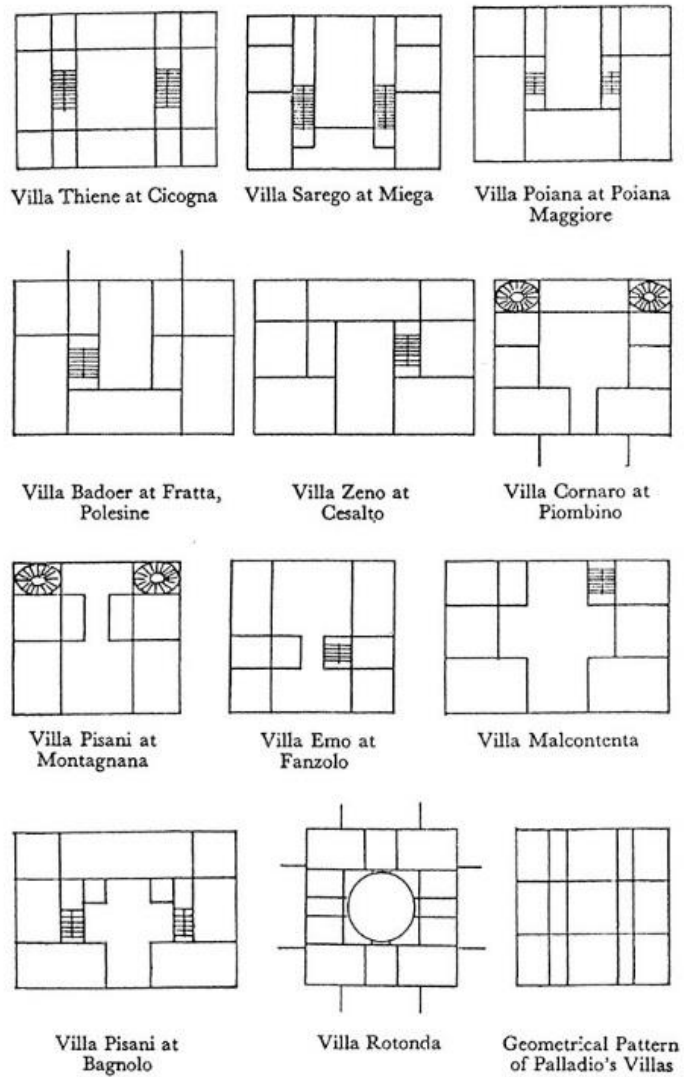 Villa Thiene at Cicogna
Villa Sarego at Miega
Villa Poiana at Poiana
Maggiore
Villa Badoer at Fratta,
Polesine
Villa Zeno at
Cesalto
Villa Cornaro at
Piombino
Villa Pisani at
Montagnana
Villa Emo at
Fanzolo
Villa Malcontenta
Villa Pisani at
Bagnolo
Villa Rotonda
Geometrical Pattern
of Palladio's Villas